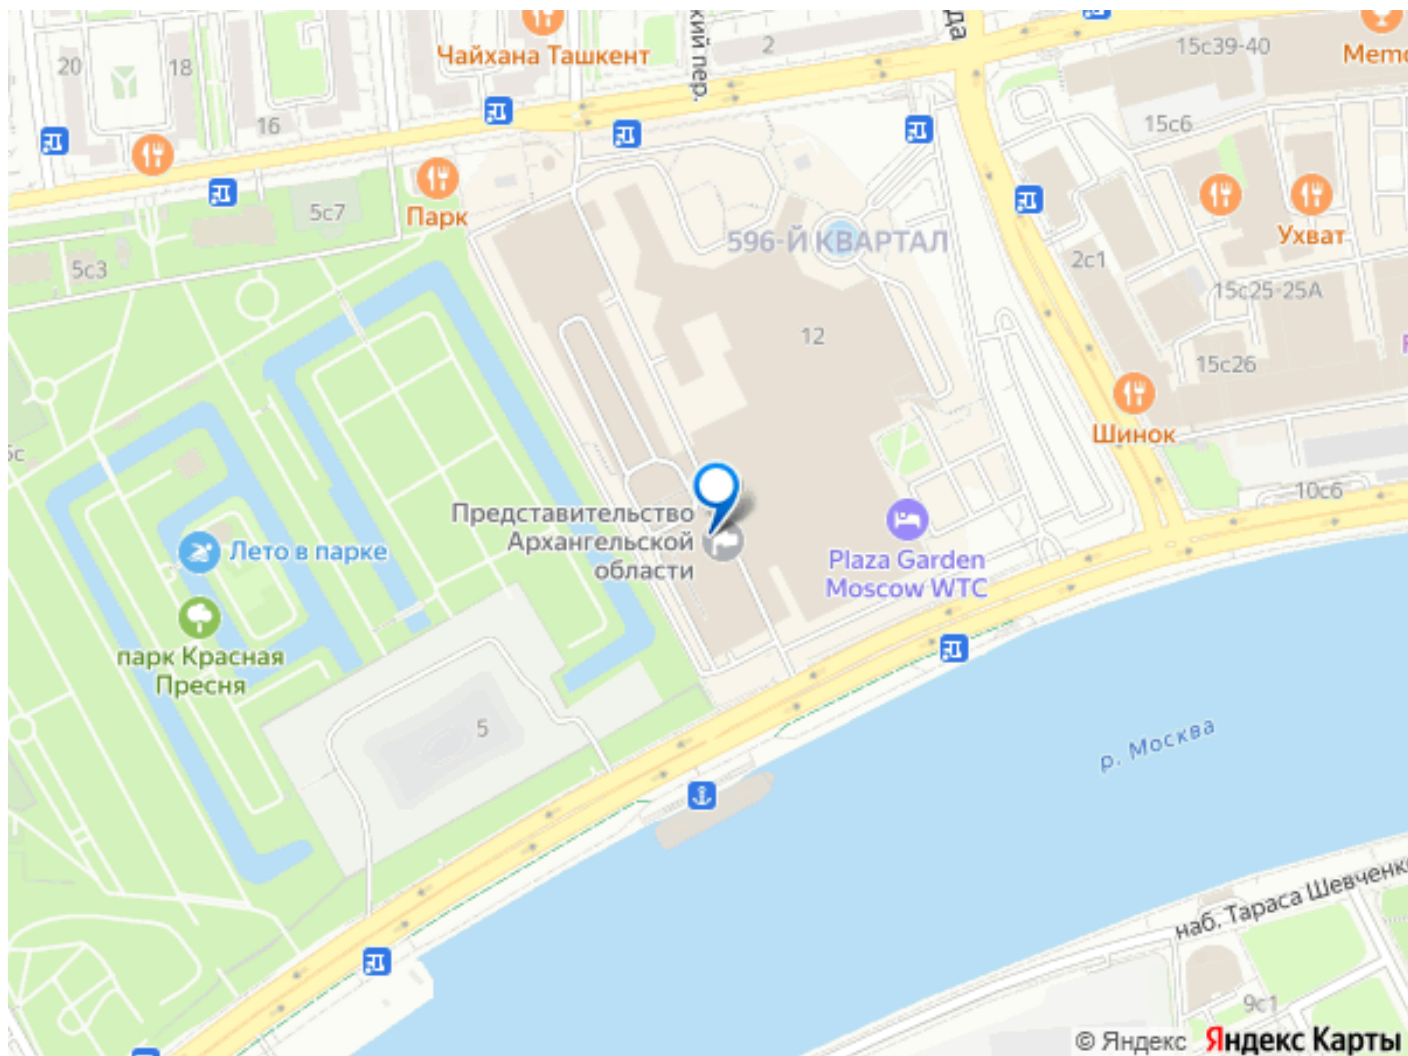 Чайхана Ташкент
кий пер.
2
да
15с39-40
Memo
20
18
16
15с6
Парк
5с7
5с3
596-Й КВАРТАЛ
2с1
Ухват
15с25-25А
12
15с26
Шинок
5с
10с6
Представительство
Архангельской
области
Лето в парке
Plaza Garden
Moscow WTC
парк Красная
Пресня
5
р. Москва
наб. Тараса Шевченко
9с1
© Яндекс Яндекс Карты